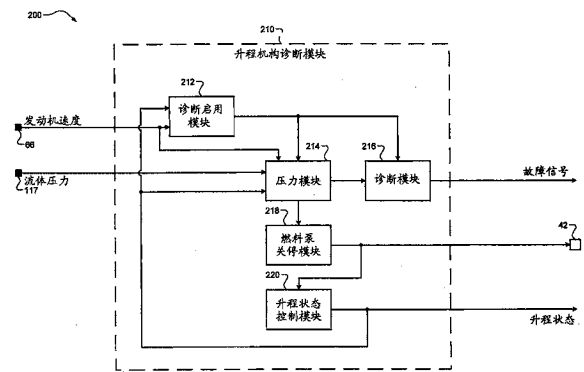 200
210
升程机构诊断模块
212
诊断启用
模块
发动机速度
66
214
216
流体压力
117
压力模块
诊断模块
故障信号
218
燃料泵
关停模块
42
220
升程状态
控制模块
升程状态